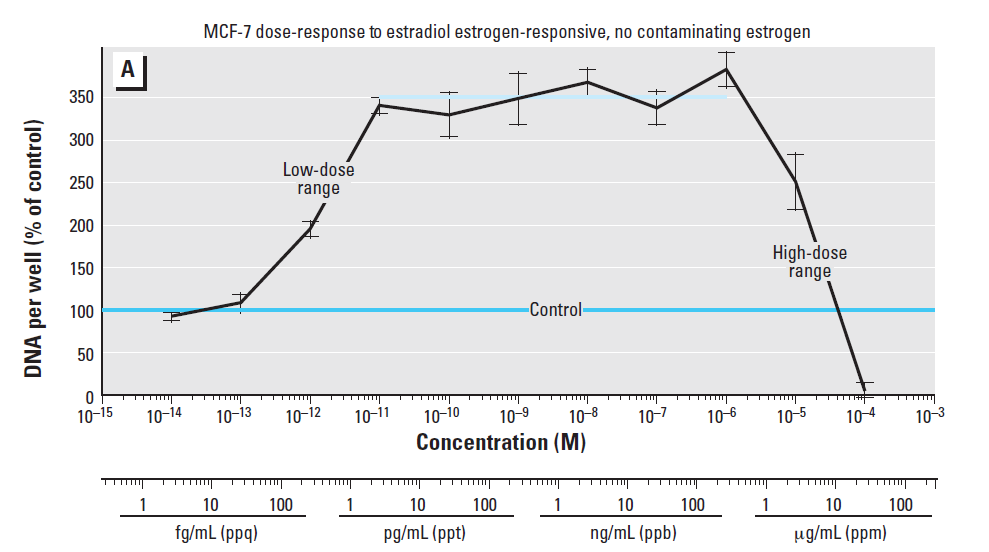 MCF-7 dose-response to estradiol estrogen-responsive, no contaminating estrogen
A
DNA per well (% of control)
350
300
250
200
150
100
50
0
Low-dose
range
High-dose
range
Control
10⁻¹⁵ 10⁻¹⁴ 10⁻¹³ 10⁻¹² 10⁻¹¹ 10⁻¹⁰ 10⁻⁹ 10⁻⁸ 10⁻⁷ 10⁻⁶ 10⁻⁵ 10⁻⁴ 10⁻³
Concentration (M)
1 10 100 1 10 100 1 10 100 1 10 100
fg/mL (ppq) pg/mL (ppt) ng/mL (ppb) µg/mL (ppm)